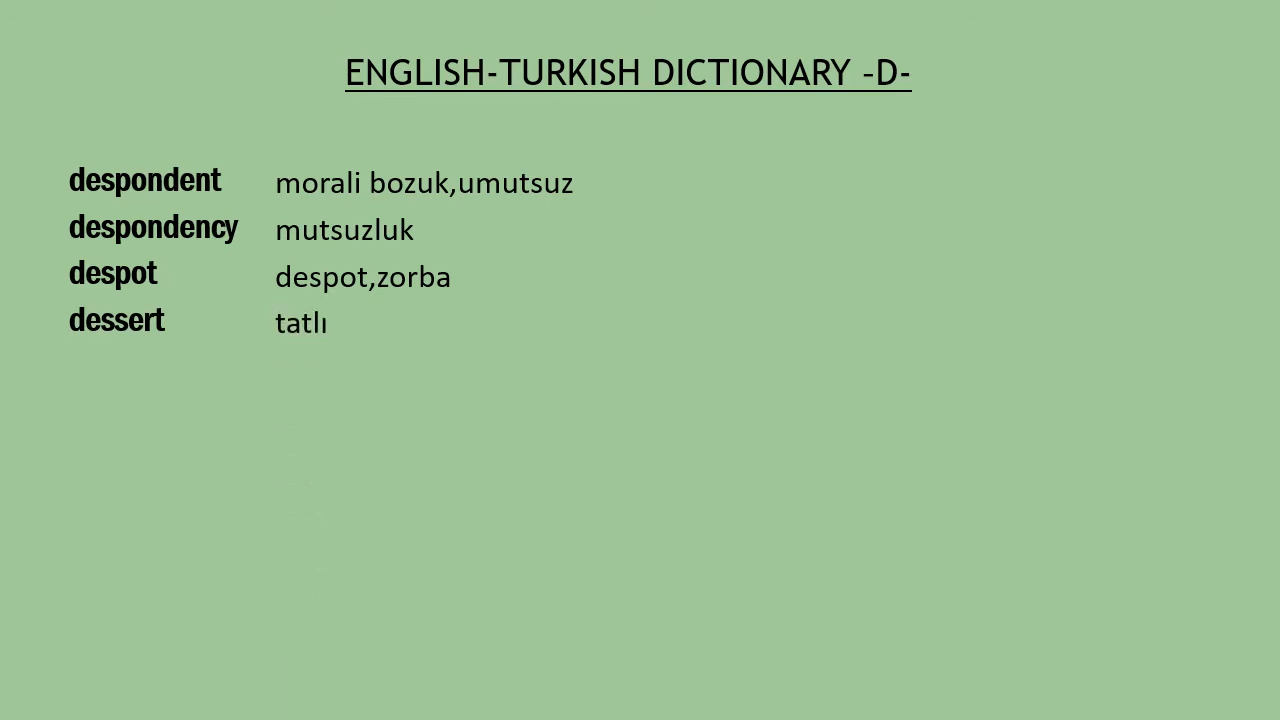 ENGLISH-TURKISH DICTIONARY –D-
despondent morali bozuk,umutsuz
despondency mutsuzluk
despot despot,zorba
dessert tatlı